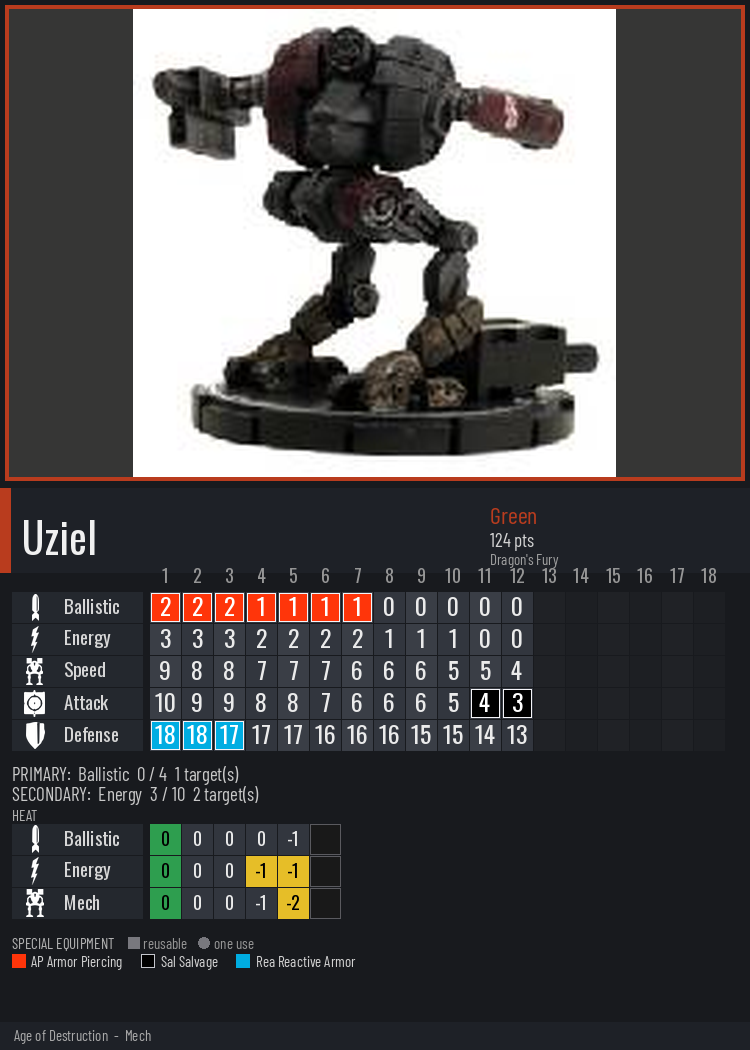 Uziel
Green
124 pts
Dragon's Fury
1 2 3 4 5 6 7 8 9 10 11 12 13 14 15 16 17 18
Ballistic 2 2 2 1 1 1 1 0 0 0 0 0
Energy 3 3 3 2 2 2 2 1 1 1 0 0
Speed 9 8 8 7 7 7 6 6 6 5 5 4
Attack 10 9 9 8 8 7 6 6 6 5 4 3
Defense 18 18 17 17 17 16 16 16 15 15 14 13
PRIMARY: Ballistic 0 / 4 1 target(s)
SECONDARY: Energy 3 / 10 2 target(s)
HEAT
Ballistic 0 0 0 0 -1
Energy 0 0 0 -1 -1
Mech 0 0 0 -1 -2
SPECIAL EQUIPMENT reusable one use
AP Armor Piercing Sal Salvage Rea Reactive Armor
Age of Destruction - Mech